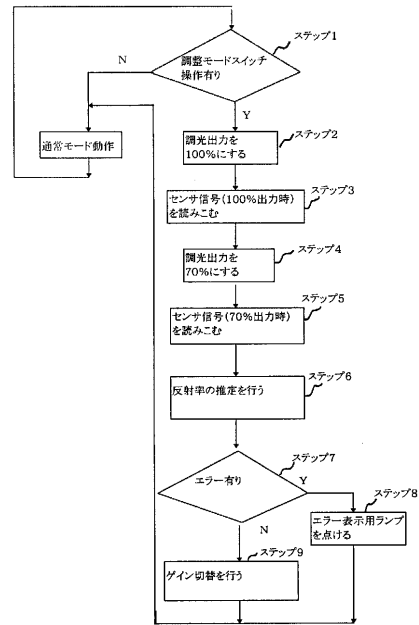 ステップ1
N
調整モードスイッチ
操作有り
Y
ステップ2
通常モード動作
調光出力を
100%にする
ステップ3
センサ信号(100%出力時)
を読みこむ
ステップ4
調光出力を
70%にする
ステップ5
センサ信号(70%出力時)
を読みこむ
ステップ6
反射率の推定を行う
ステップ7
エラー有り
Y
ステップ8
エラー表示用ランプ
を点ける
N
ステップ9
ゲイン切替を行う